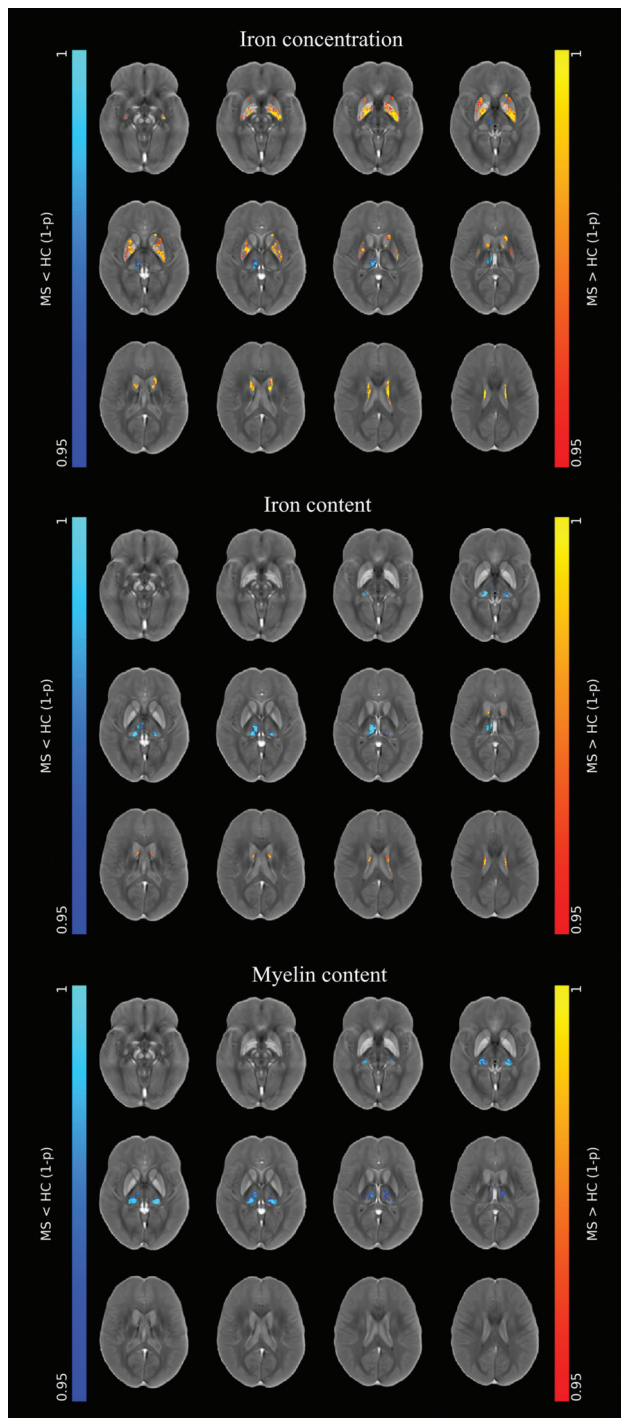 Iron concentration
1
MS < HC (1-p)
0.95
1
MS > HC (1-p)
0.95
Iron content
1
MS < HC (1-p)
0.95
1
MS > HC (1-p)
0.95
Myelin content
1
MS < HC (1-p)
0.95
1
MS > HC (1-p)
0.95